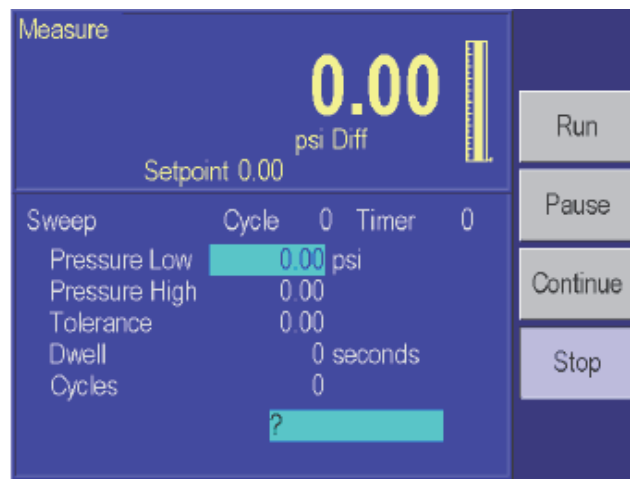 Measure
0.00
psi Diff
Setpoint 0.00
Sweep Cycle 0 Timer 0
Pressure Low 0.00 psi
Pressure High 0.00
Tolerance 0.00
Dwell 0 seconds
Cycles 0
?
Run
Pause
Continue
Stop